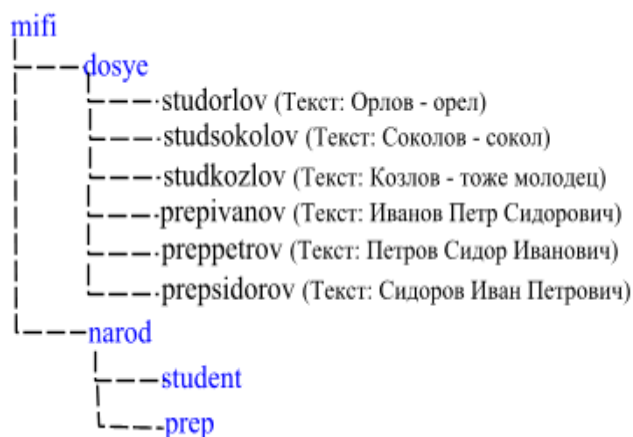 mifi
dosye
studorlov (Текст: Орлов - орел)
studsokolov (Текст: Соколов - сокол)
studkozlov (Текст: Козлов - тоже молодец)
prepivanov (Текст: Иванов Петр Сидорович)
preppetrov (Текст: Петров Сидор Иванович)
prepsidorov (Текст: Сидоров Иван Петрович)
narod
student
prep